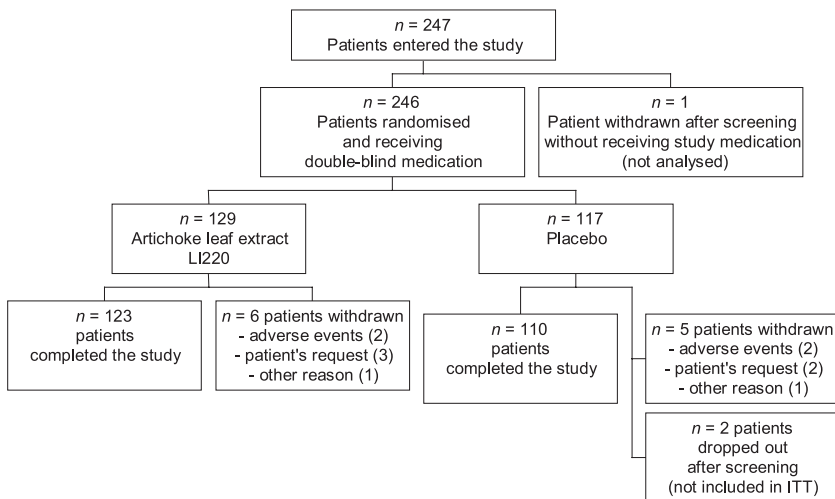 n = 247
Patients entered the study
n = 246
Patients randomised
and receiving
double-blind medication
n = 1
Patient withdrawn after screening
without receiving study medication
(not analysed)
n = 129
Artichoke leaf extract
LI220
n = 117
Placebo
n = 123
patients
completed the study
n = 6 patients withdrawn
- adverse events (2)
- patient's request (3)
- other reason (1)
n = 110
patients
completed the study
n = 5 patients withdrawn
- adverse events (2)
- patient's request (2)
- other reason (1)
n = 2 patients
dropped out
after screening
(not included in ITT)